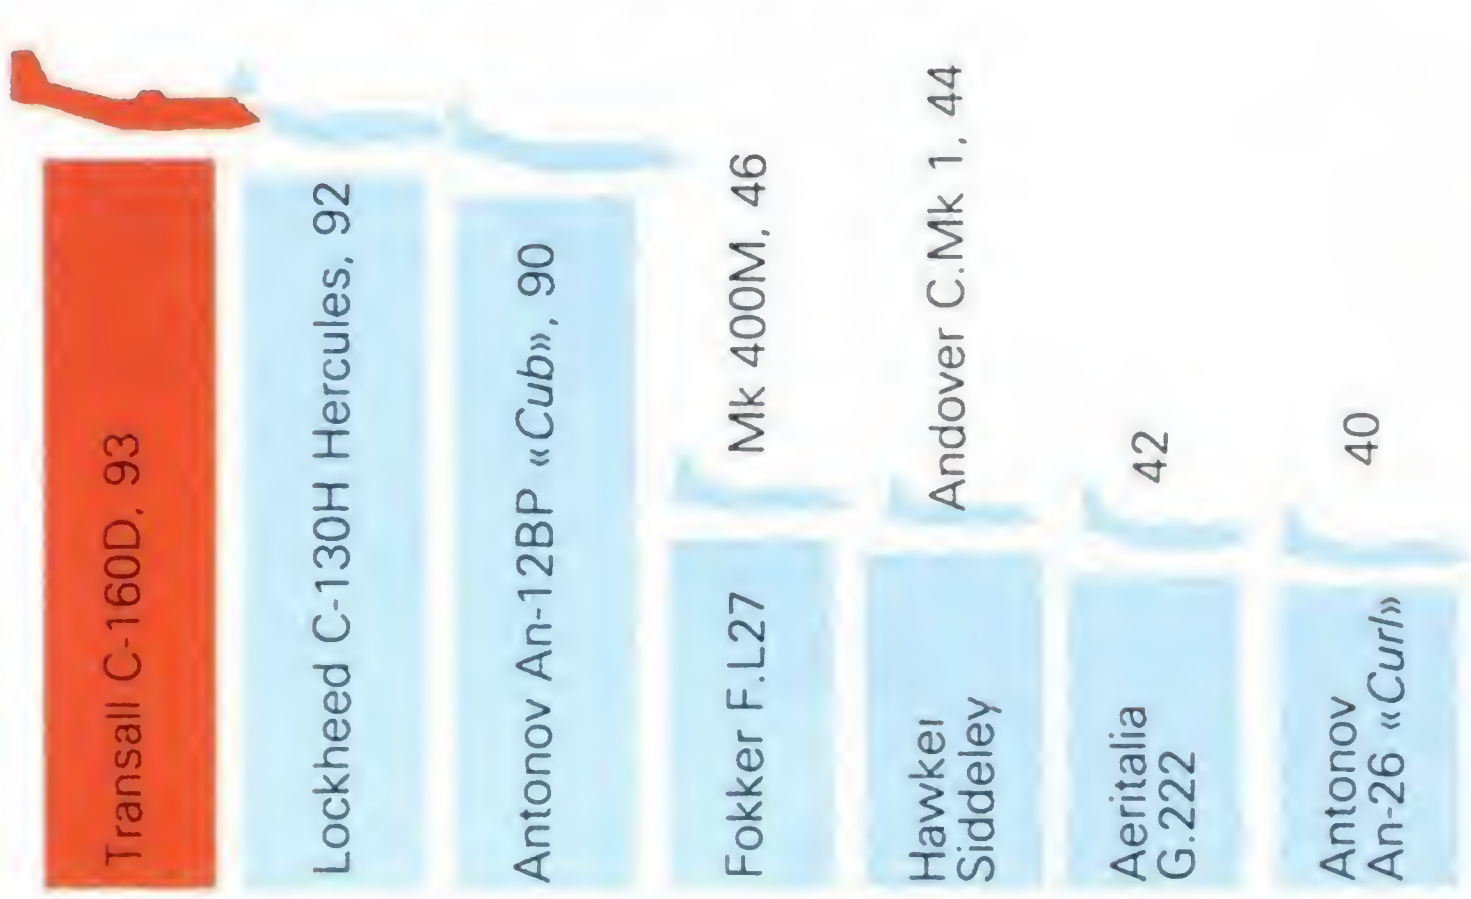 Transall C-160D, 93
Lockheed C-130H Hercules, 92
Antonov An-12BP «Cub», 90
Fokker F.L27 Mk 400M, 46
Hawker
Siddeley Andover C.Mk 1, 44
Aeritalia
G.222 42
Antonov
An-26 «Curl» 40